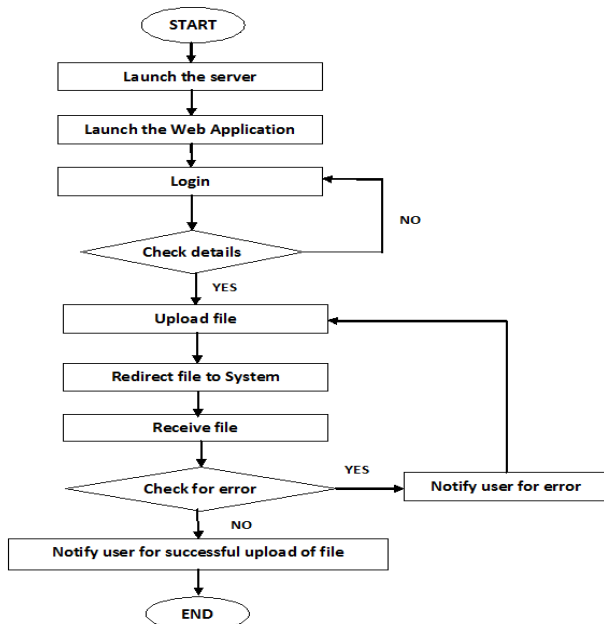 START
Launch the server
Launch the Web Application
Login
NO
Check details
YES
Upload file
Redirect file to System
Receive file
YES
Check for error
Notify user for error
NO
Notify user for successful upload of file
END